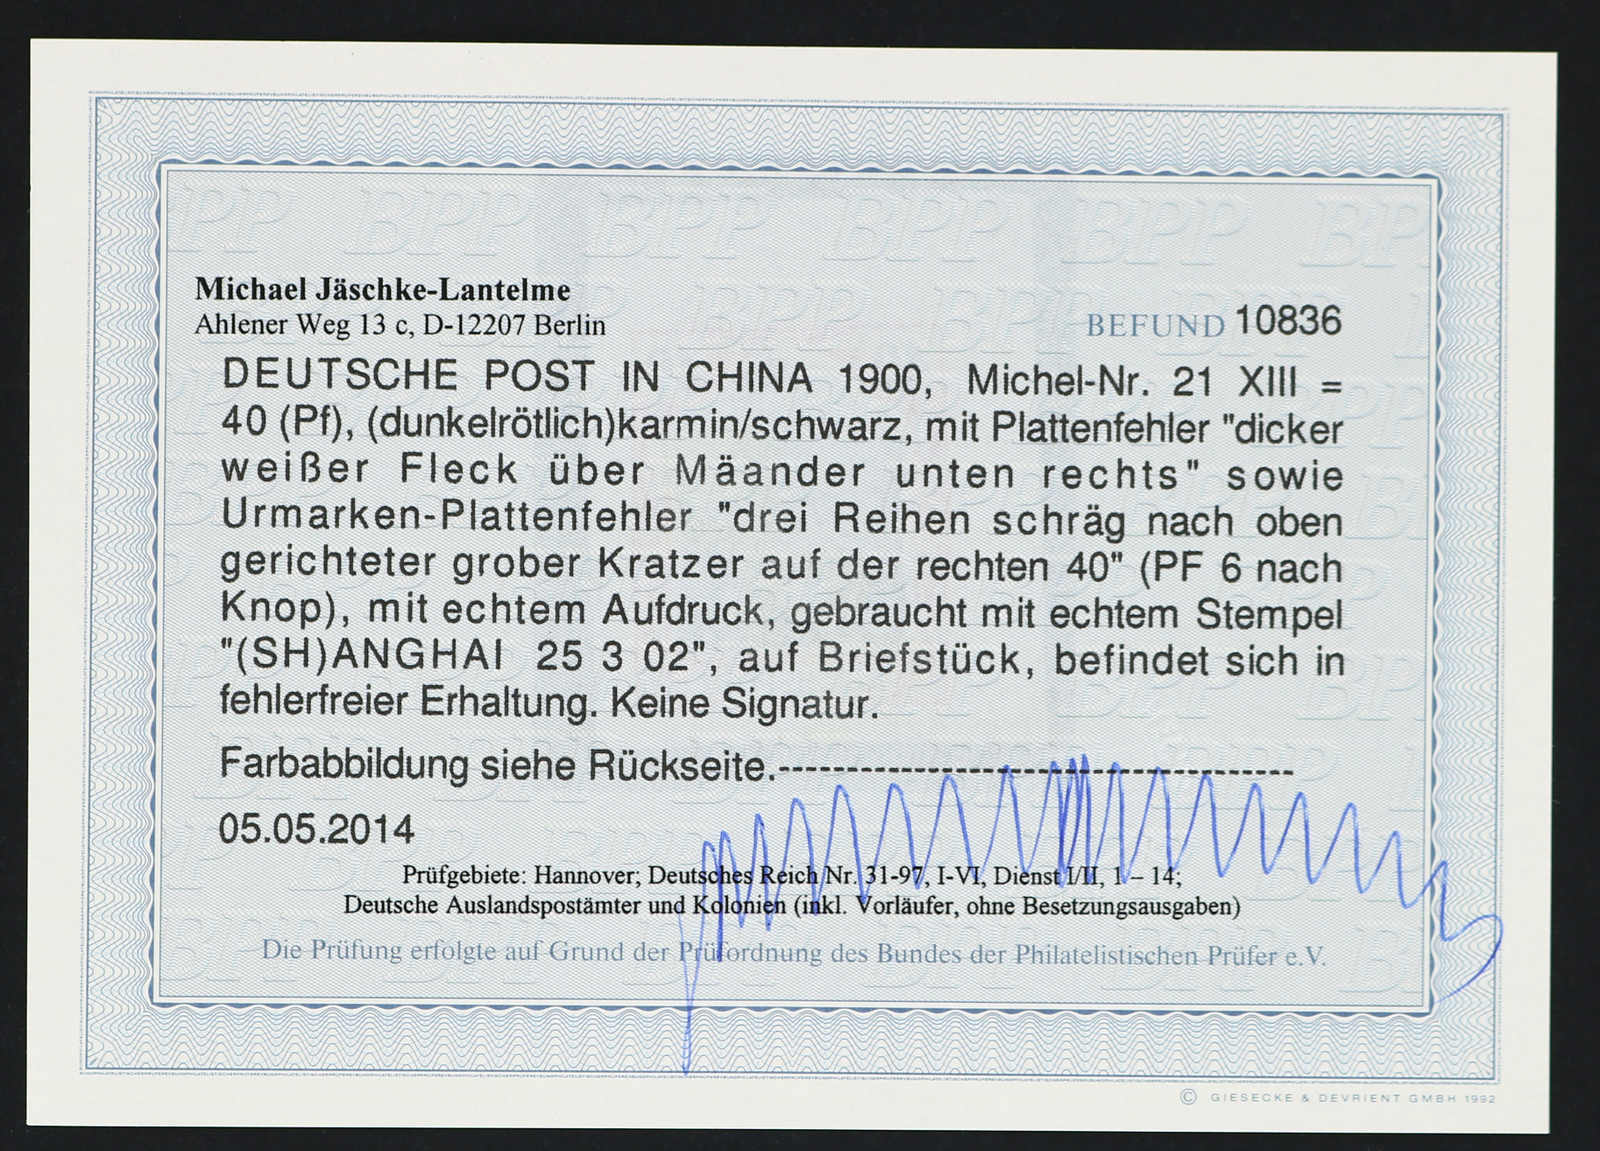 Michael Jäschke-Lantelme
Ahlener Weg 13 c, D-12207 Berlin
BEFUND 10836
DEUTSCHE POST IN CHINA 1900, Michel-Nr. 21 XIII =
40 (Pf), (dunkelrötlich)karmin/schwarz, mit Plattenfehler "dicker
weißer Fleck über Mäander unten rechts" sowie
Urmarken-Plattenfehler "drei Reihen schräg nach oben
gerichteter grober Kratzer auf der rechten 40" (PF 6 nach
Knop), mit echtem Aufdruck, gebraucht mit echtem Stempel
"(SH)ANGHAI 25 3 02", auf Briefstück, befindet sich in
fehlerfreier Erhaltung. Keine Signatur.
Farbabbildung siehe Rückseite.--------------------------------------
05.05.2014
Prüfgebiete: Hannover; Deutsches Reich Nr. 31-97, I-VI, Dienst I/II, 1 – 14;
Deutsche Auslandspostämter und Kolonien (inkl. Vorläufer, ohne Besetzungsausgaben)
Die Prüfung erfolgte auf Grund der Prüfordnung des Bundes der Philatelistischen Prüfer e.V.
© GIESECKE & DEVRIENT GMBH 1992